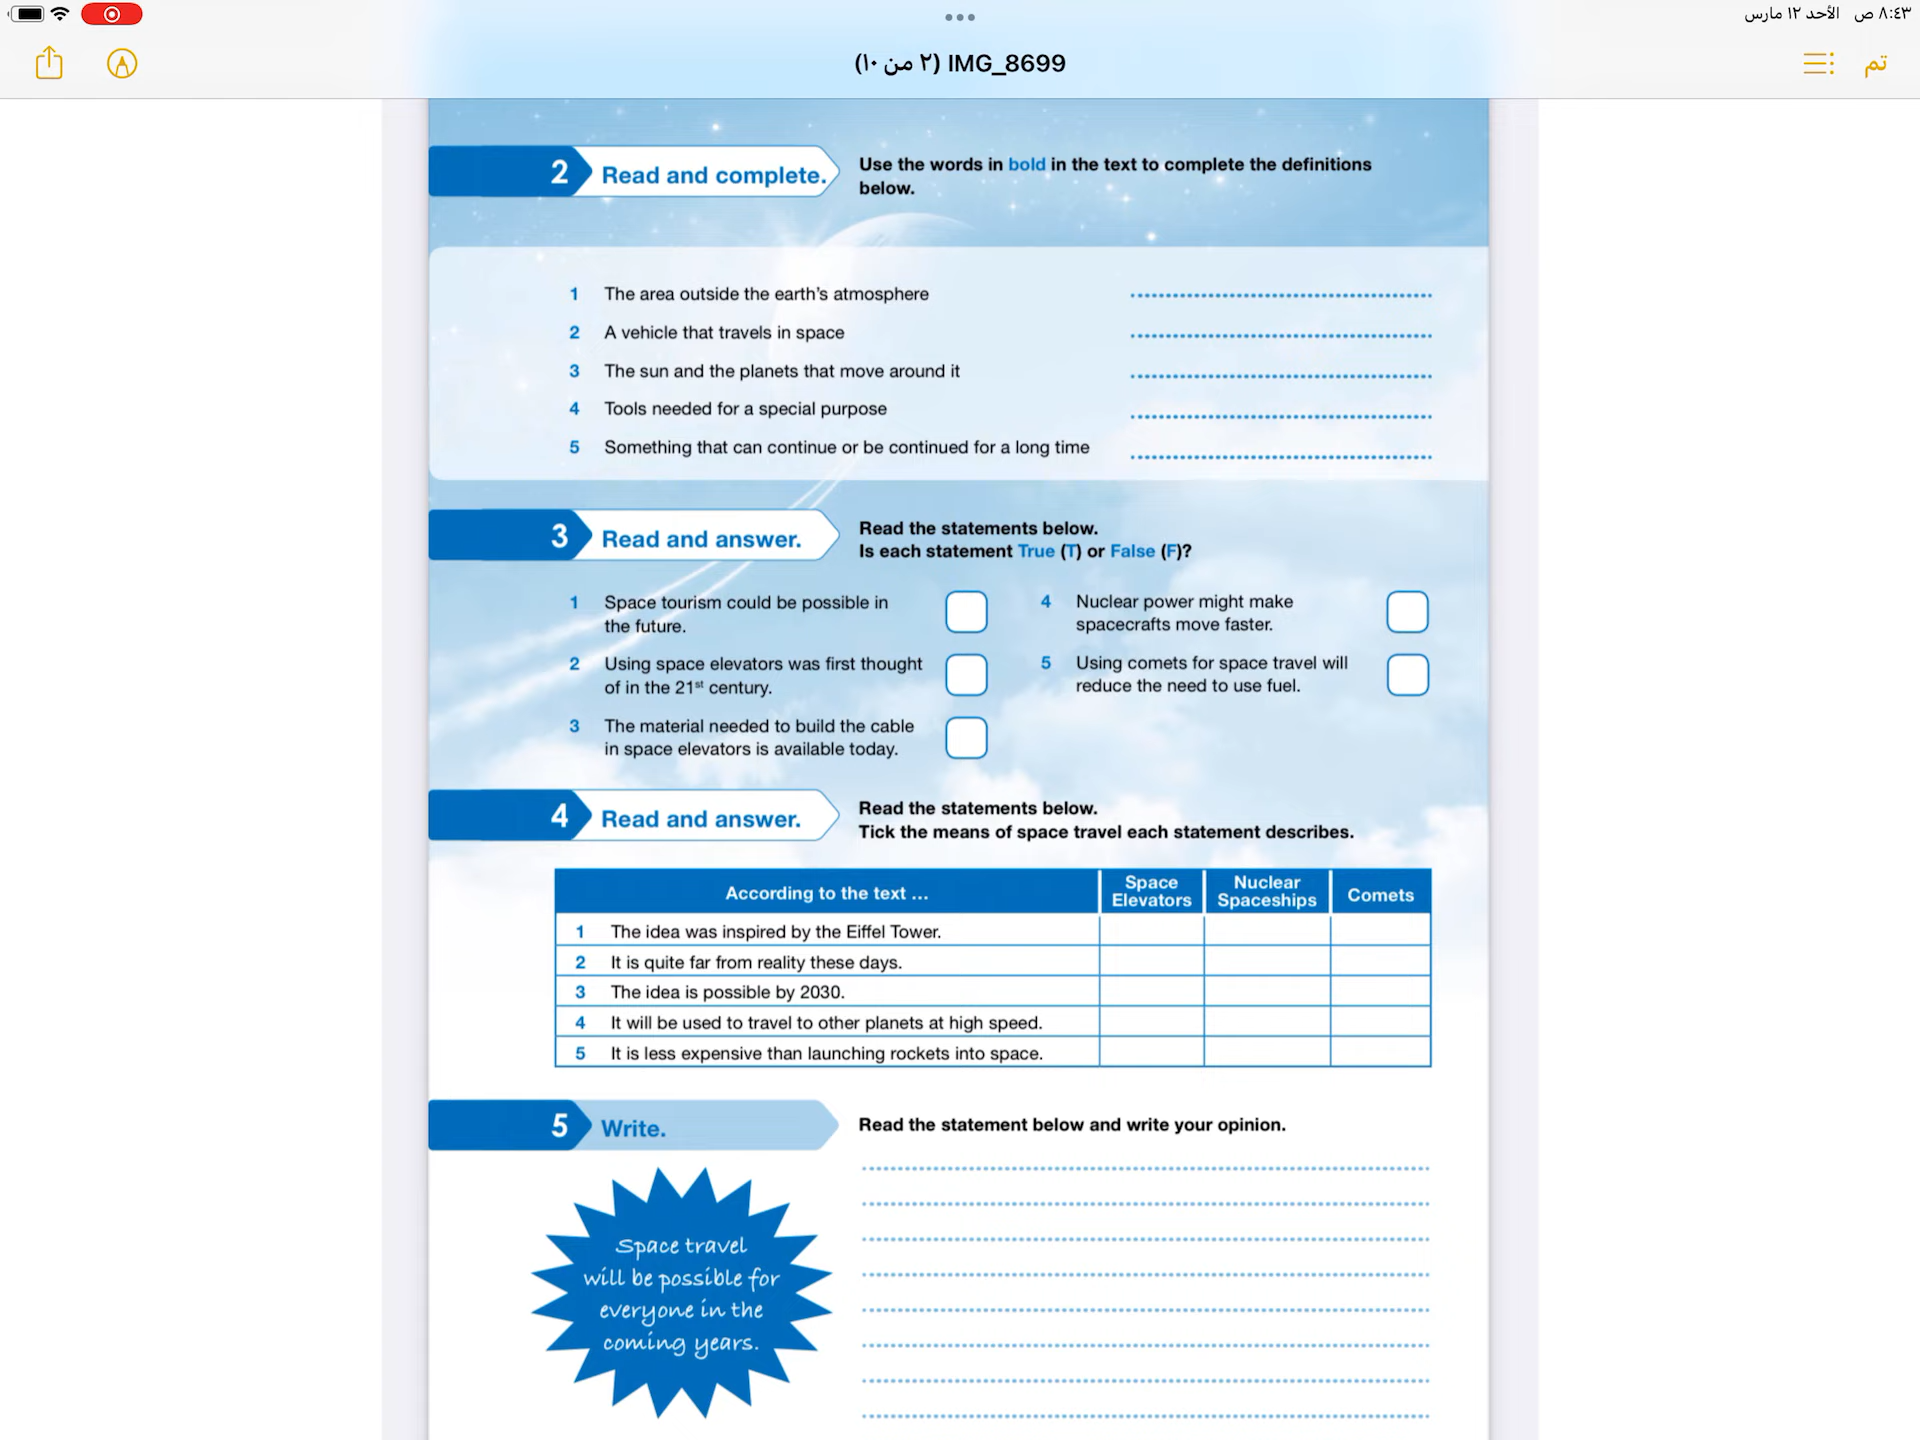 ٨:٤٣ ص الأحد ١٢ مارس
IMG_8699 (٢ من ١٠)
تم
2 Read and complete.
Use the words in bold in the text to complete the definitions
below.
1 The area outside the earth's atmosphere
2 A vehicle that travels in space
3 The sun and the planets that move around it
4 Tools needed for a special purpose
5 Something that can continue or be continued for a long time
3 Read and answer.
Read the statements below.
Is each statement True (T) or False (F)?
1 Space tourism could be possible in
the future.
2 Using space elevators was first thought
of in the 21st century.
3 The material needed to build the cable
in space elevators is available today.
4 Nuclear power might make
spacecrafts move faster.
5 Using comets for space travel will
reduce the need to use fuel.
4 Read and answer.
Read the statements below.
Tick the means of space travel each statement describes.
According to the text ...
Space
Elevators
Nuclear
Spaceships
Comets
1 The idea was inspired by the Eiffel Tower.
2 It is quite far from reality these days.
3 The idea is possible by 2030.
4 It will be used to travel to other planets at high speed.
5 It is less expensive than launching rockets into space.
5 Write.
Read the statement below and write your opinion.
Space travel
will be possible for
everyone in the
coming years.